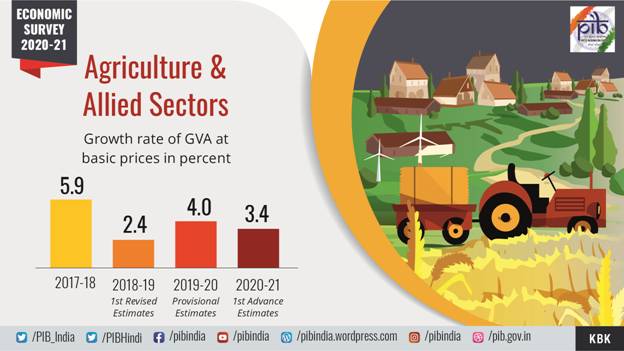 ECONOMIC
SURVEY
2020-21
pib
Agriculture &
Allied Sectors
Growth rate of GVA at
basic prices in percent
5.9
2.4
4.0
3.4
2017-18
2018-19
2019-20
2020-21
1st Revised
Estimates
Provisional
Estimates
1st Advance
Estimates
/PIB_India
/PIBHindi
/pibindia
/pibindia
/pibindia.wordpress.com
/pibindia
/pib.gov.in
KBK